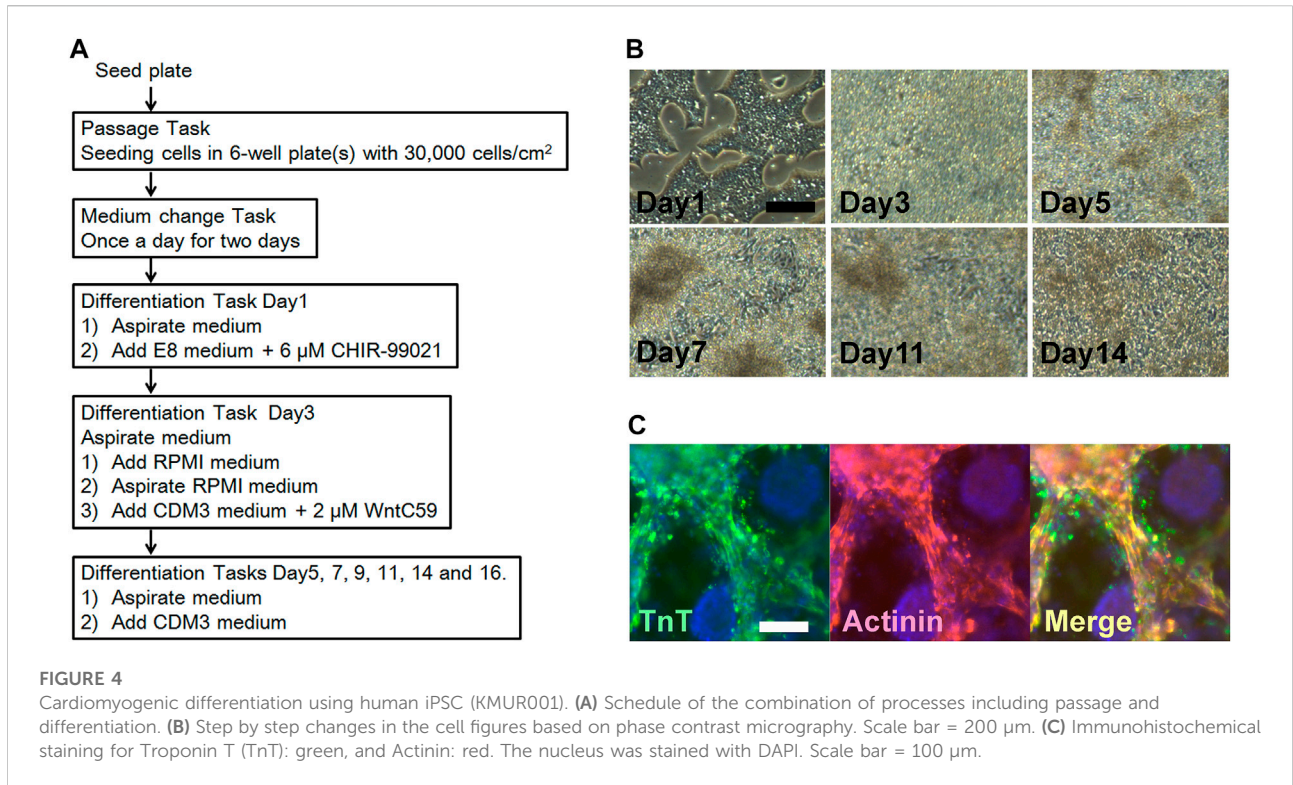 A
Seed plate
Passage Task
Seeding cells in 6-well plate(s) with 30,000 cells/cm²
Medium change Task
Once a day for two days
Differentiation Task Day1
1) Aspirate medium
2) Add E8 medium + 6 µM CHIR-99021
Differentiation Task Day3
Aspirate medium
1) Add RPMI medium
2) Aspirate RPMI medium
3) Add CDM3 medium + 2 µM WntC59
Differentiation Tasks Day5, 7, 9, 11, 14 and 16.
1) Aspirate medium
2) Add CDM3 medium
B
Day1
Day3
Day5
Day7
Day11
Day14
C
TnT
Actinin
Merge
FIGURE 4
Cardiomyogenic differentiation using human iPSC (KMUR001). (A) Schedule of the combination of processes including passage and
differentiation. (B) Step by step changes in the cell figures based on phase contrast micrography. Scale bar = 200 µm. (C) Immunohistochemical
staining for Troponin T (TnT): green, and Actinin: red. The nucleus was stained with DAPI. Scale bar = 100 µm.